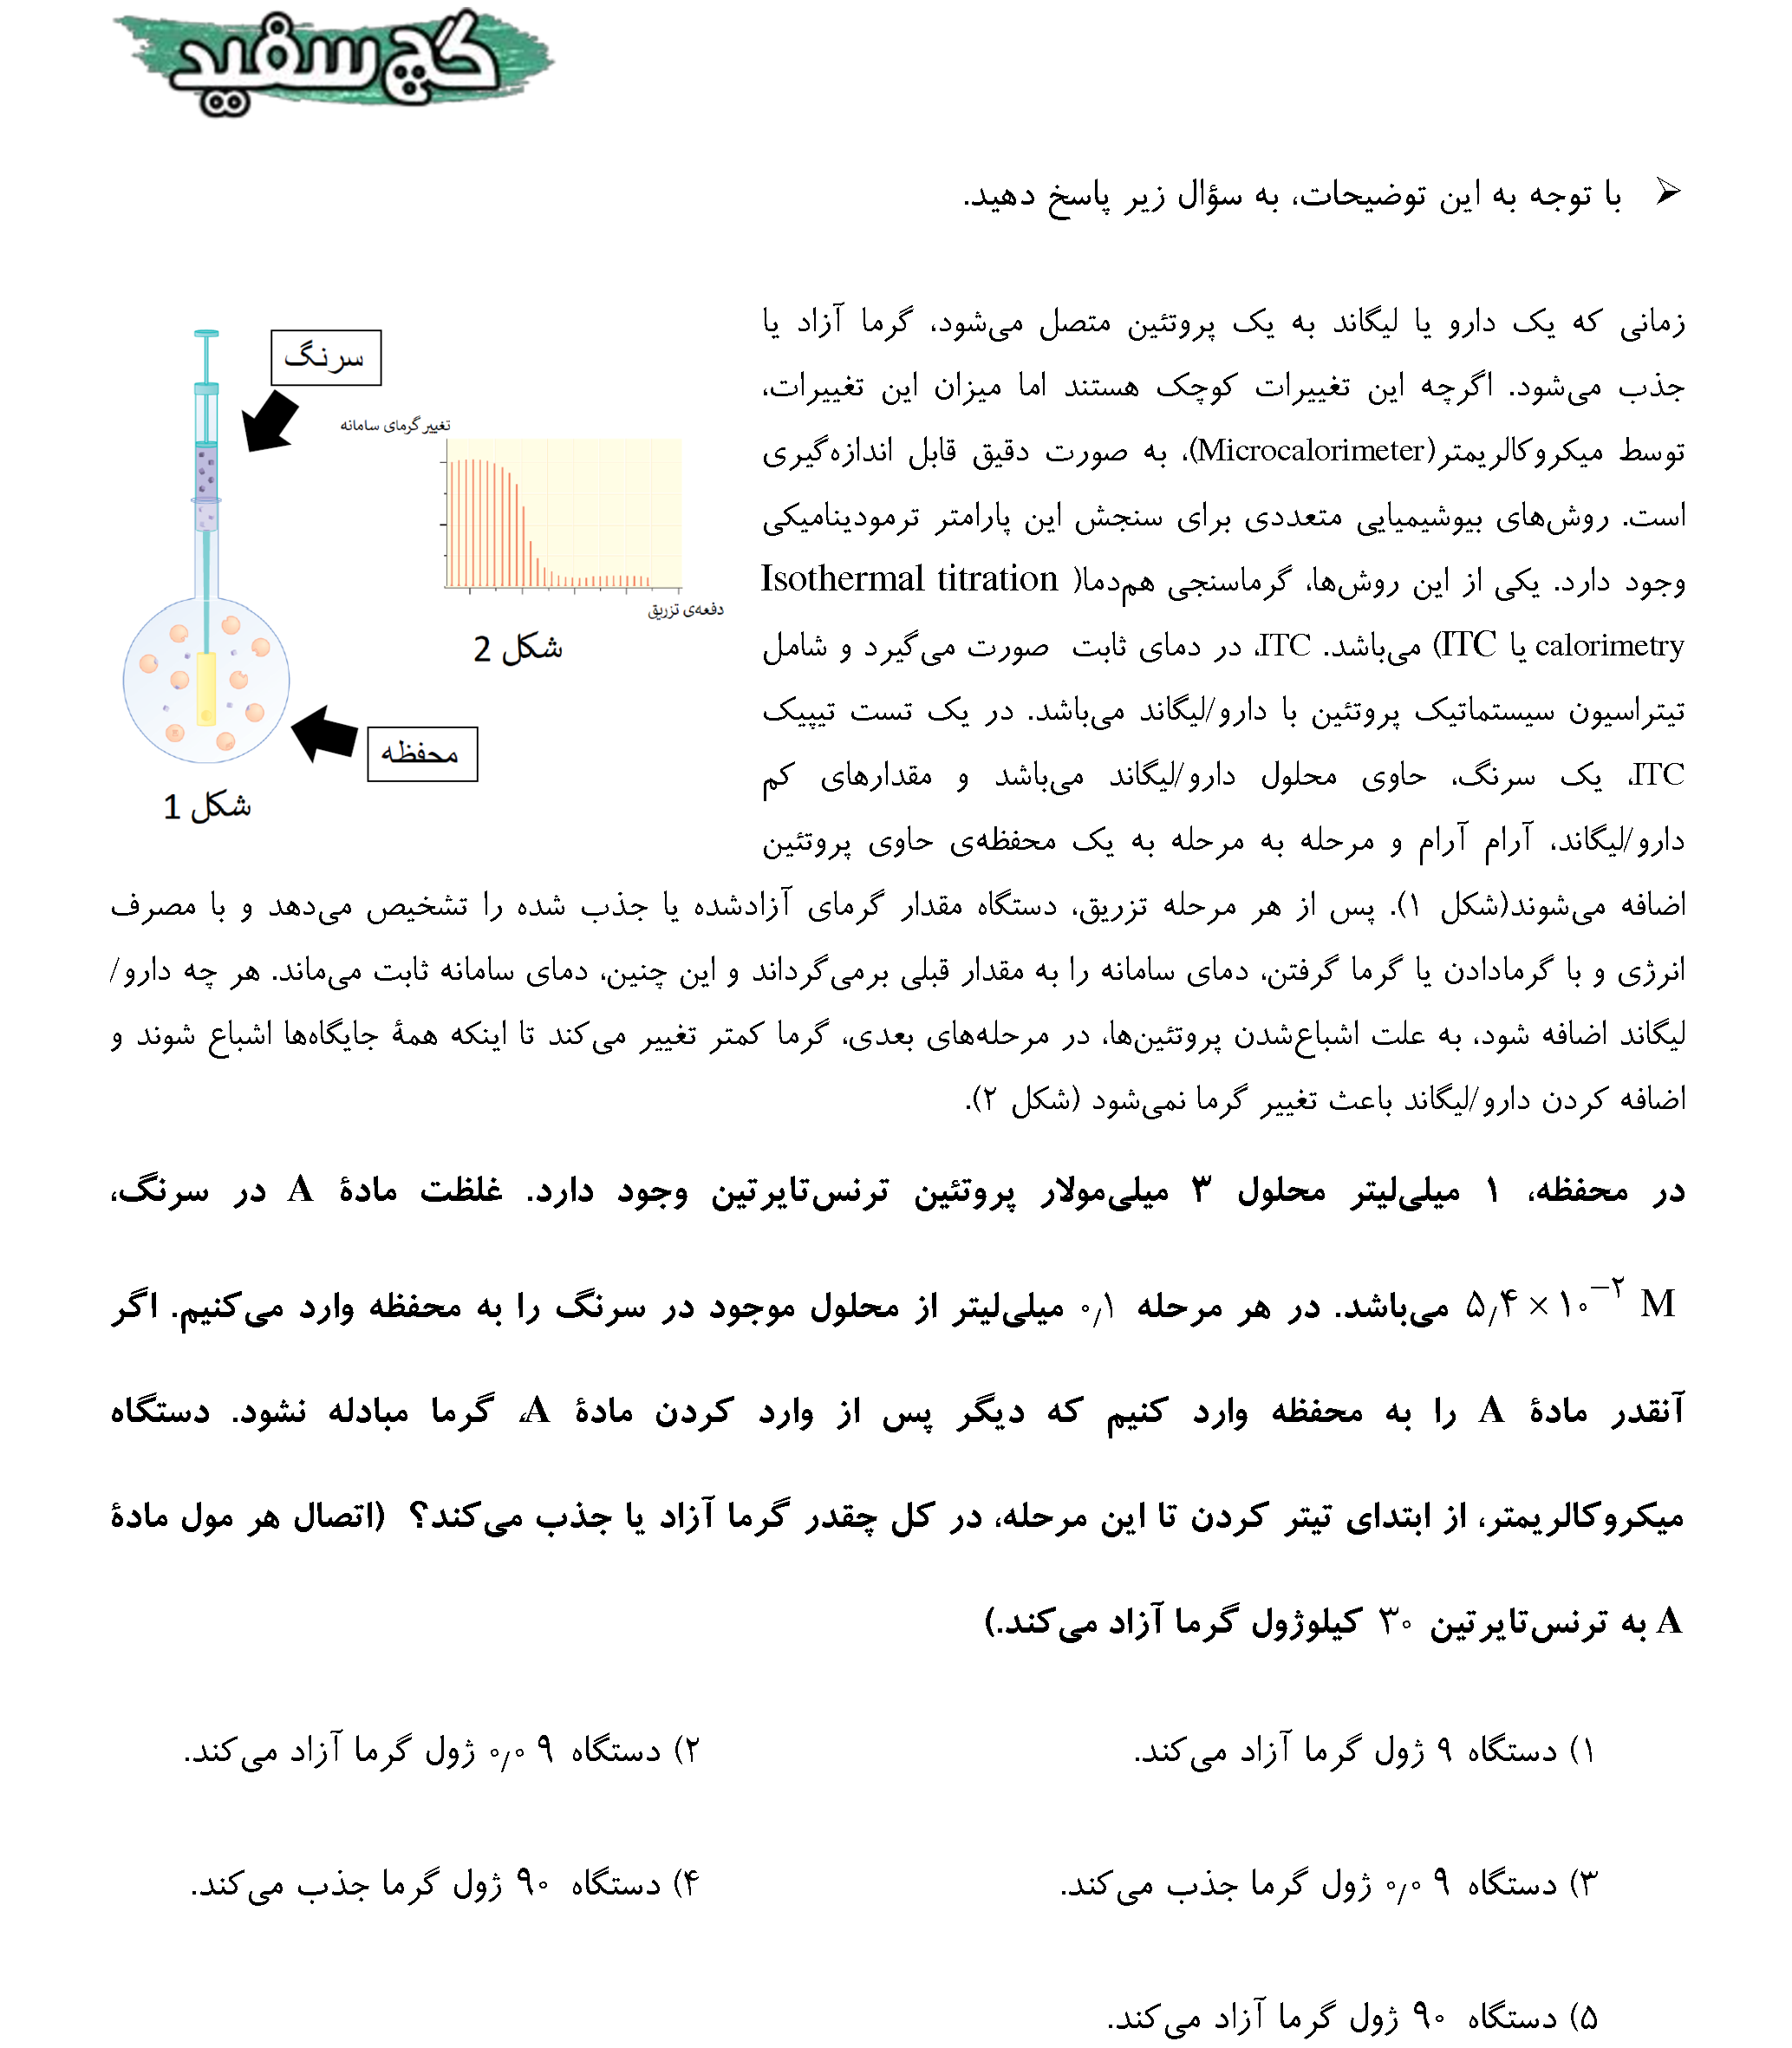 گچ سفید
با توجه به این توضیحات، به سؤال زیر پاسخ دهید.
زمانی که یک دارو یا لیگاند به یک پروتئین متصل می‌شود، گرما آزاد یا
جذب می‌شود. اگرچه این تغییرات کوچک هستند اما میزان این تغییرات،
توسط میکروکالریمتر(Microcalorimeter)، به صورت دقیق قابل اندازه‌گیری
است. روش‌های بیوشیمیایی متعددی برای سنجش این پارامتر ترمودینامیکی
وجود دارد. یکی از این روش‌ها، گرماسنجی هم‌دما( Isothermal titration
calorimetry یا ITC) می‌باشد. ITC، در دمای ثابت صورت می‌گیرد و شامل
تیتراسیون سیستماتیک پروتئین با دارو/لیگاند می‌باشد. در یک تست تیپیک
ITC، یک سرنگ، حاوی محلول دارو/لیگاند می‌باشد و مقدارهای کم
دارو/لیگاند، آرام آرام و مرحله به مرحله به یک محفظه‌ی حاوی پروتئین
اضافه می‌شوند(شکل ۱). پس از هر مرحله تزریق، دستگاه مقدار گرمای آزادشده یا جذب شده را تشخیص می‌دهد و با مصرف
انرژی و با گرمادادن یا گرما گرفتن، دمای سامانه را به مقدار قبلی برمی‌گرداند و این چنین، دمای سامانه ثابت می‌ماند. هر چه دارو/
لیگاند اضافه شود، به علت اشباع‌شدن پروتئین‌ها، در مرحله‌های بعدی، گرما کمتر تغییر می‌کند تا اینکه همهٔ جایگاه‌ها اشباع شوند و
اضافه کردن دارو/لیگاند باعث تغییر گرما نمی‌شود (شکل ۲).
سرنگ
محفظه
شکل 1
تغییر گرمای سامانه
دفعه‌ی تزریق
شکل 2
در محفظه، ۱ میلی‌لیتر محلول ۳ میلی‌مولار پروتئین ترنس‌تایرتین وجود دارد. غلظت مادهٔ A در سرنگ،
۵٫۴ × ۱۰⁻² M می‌باشد. در هر مرحله ۰٫۱ میلی‌لیتر از محلول موجود در سرنگ را به محفظه وارد می‌کنیم. اگر
آنقدر مادهٔ A را به محفظه وارد کنیم که دیگر پس از وارد کردن مادهٔ A، گرما مبادله نشود. دستگاه
میکروکالریمتر، از ابتدای تیتر کردن تا این مرحله، در کل چقدر گرما آزاد یا جذب می‌کند؟ (اتصال هر مول مادهٔ
A به ترنس‌تایرتین ۳۰ کیلوژول گرما آزاد می‌کند.)
۱) دستگاه ۹ ژول گرما آزاد می‌کند.
۲) دستگاه ۰٫۰۹ ژول گرما آزاد می‌کند.
۳) دستگاه ۰٫۰۹ ژول گرما جذب می‌کند.
۴) دستگاه ۹۰ ژول گرما جذب می‌کند.
۵) دستگاه ۹۰ ژول گرما آزاد می‌کند.